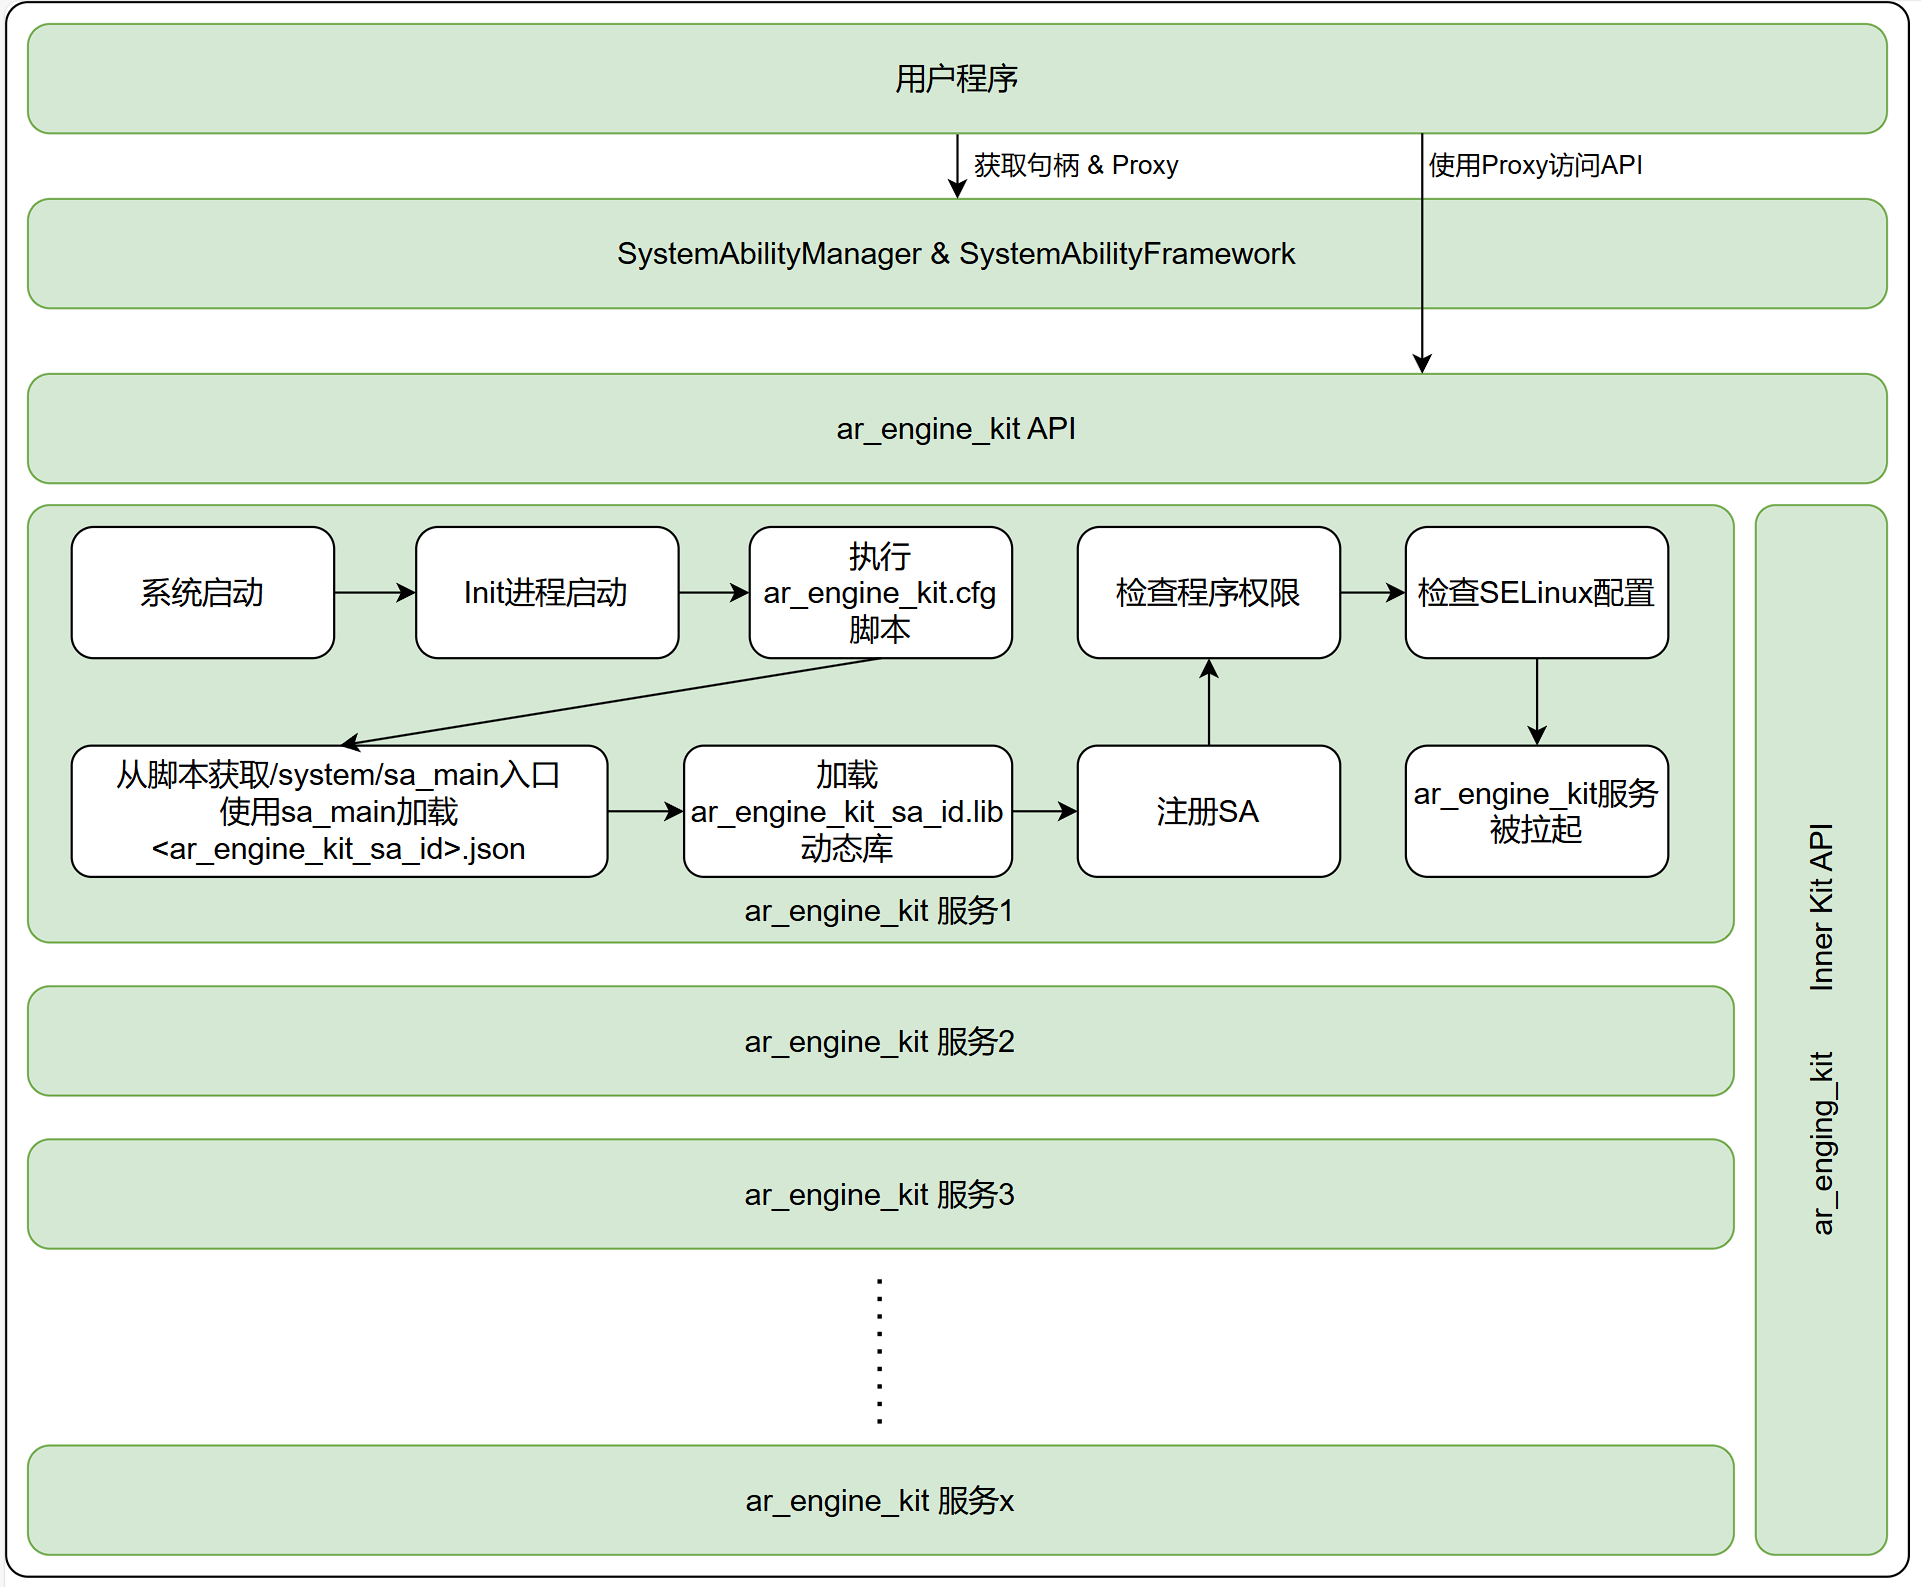 用户程序
获取句柄 & Proxy
使用Proxy访问API
SystemAbilityManager & SystemAbilityFramework
ar_engine_kit API
系统启动
Init进程启动
执行
ar_engine_kit.cfg
脚本
检查程序权限
检查SELinux配置
从脚本获取/system/sa_main入口
使用sa_main加载
<ar_engine_kit_sa_id>.json
加载
ar_engine_kit_sa_id.lib
动态库
注册SA
ar_engine_kit服务
被拉起
ar_engine_kit 服务1
ar_engine_kit 服务2
ar_engine_kit 服务3
ar_engine_kit 服务x
ar_enging_kit Inner Kit API